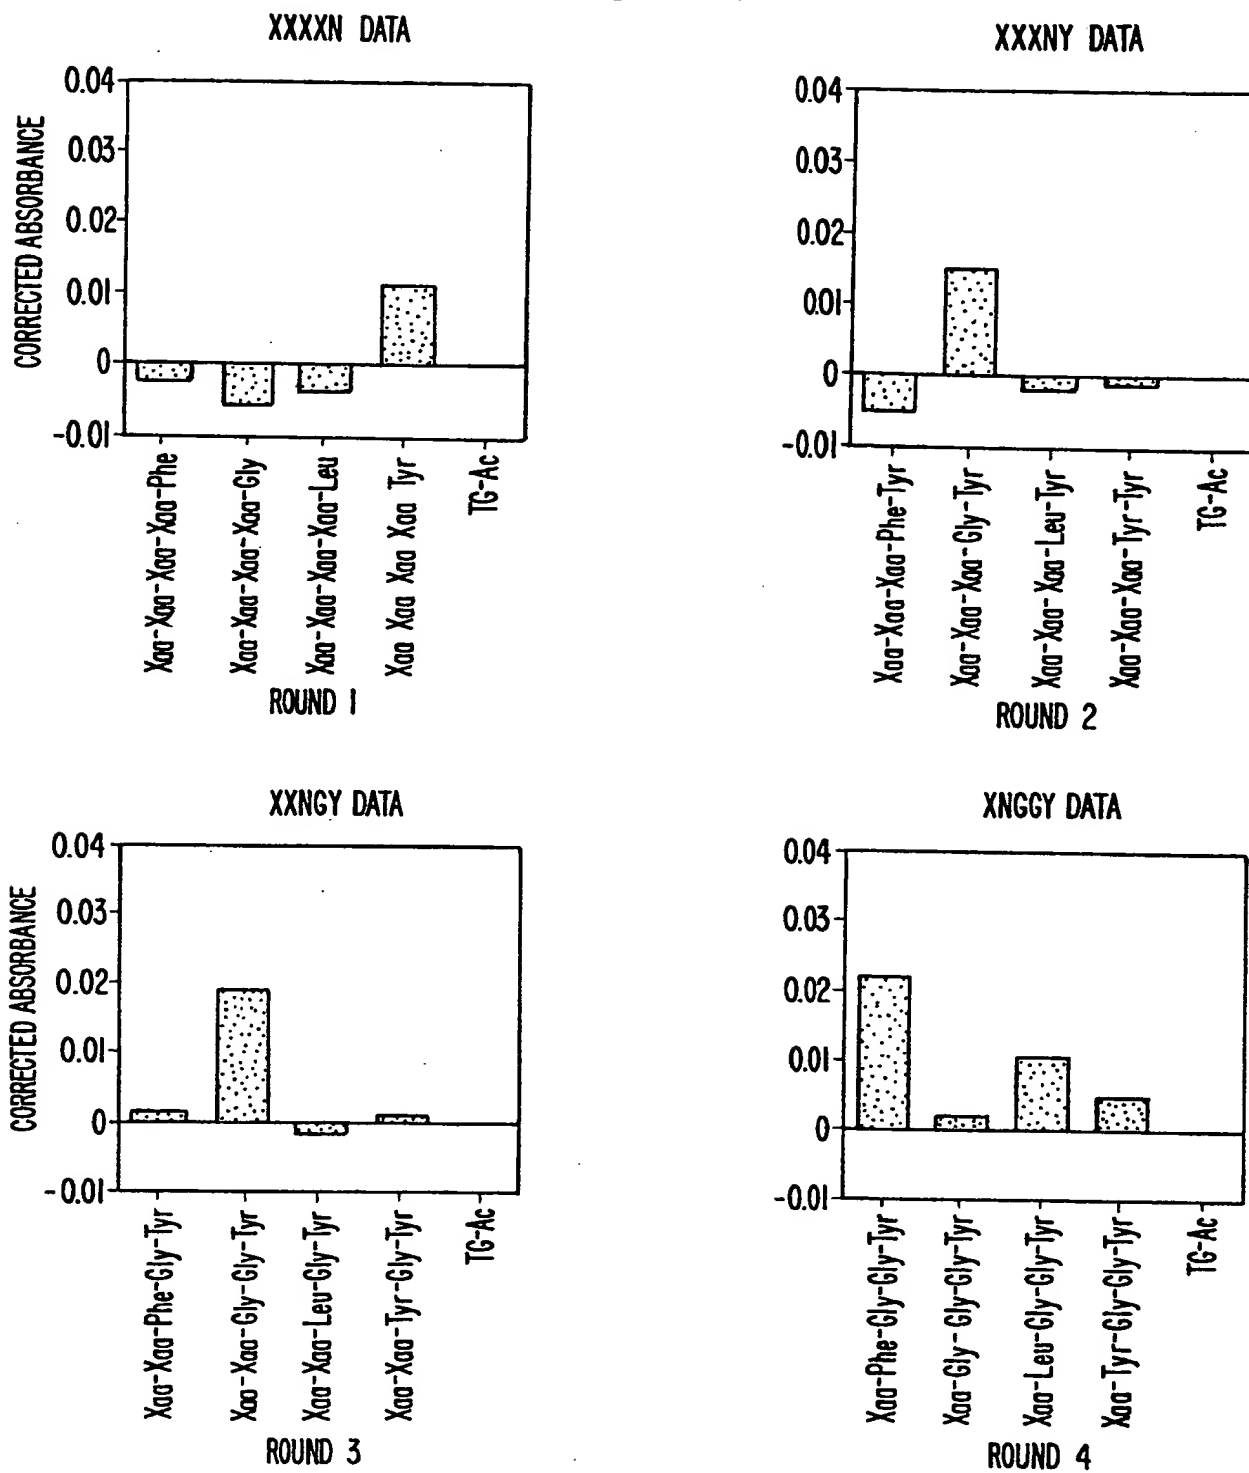 XXXXN DATA
CORRECTED ABSORBANCE
0.04
0.03
0.02
0.01
0
-0.01
Xaa-Xaa-Xaa-Xaa-Phe
Xaa-Xaa-Xaa-Xaa-Gly
Xaa-Xaa-Xaa-Xaa-Leu
Xaa Xaa Xaa Xaa Tyr
TG-Ac
ROUND 1
XXXNY DATA
0.04
0.03
0.02
0.01
0
-0.01
Xaa-Xaa-Xaa-Phe-Tyr
Xaa-Xaa-Xaa-Gly-Tyr
Xaa-Xaa-Xaa-Leu-Tyr
Xaa-Xaa-Xaa-Tyr-Tyr
TG-Ac
ROUND 2
XXNGY DATA
CORRECTED ABSORBANCE
0.04
0.03
0.02
0.01
0
-0.01
Xaa-Xaa-Phe-Gly-Tyr
Xaa-Xaa-Gly-Gly-Tyr
Xaa-Xaa-Leu-Gly-Tyr
Xaa-Xaa-Tyr-Gly-Tyr
TG-Ac
ROUND 3
XNGGY DATA
0.04
0.03
0.02
0.01
0
-0.01
Xaa-Phe-Gly-Gly-Tyr
Xaa-Gly-Gly-Gly-Tyr
Xaa-Leu-Gly-Gly-Tyr
Xaa-Tyr-Gly-Gly-Tyr
TG-Ac
ROUND 4